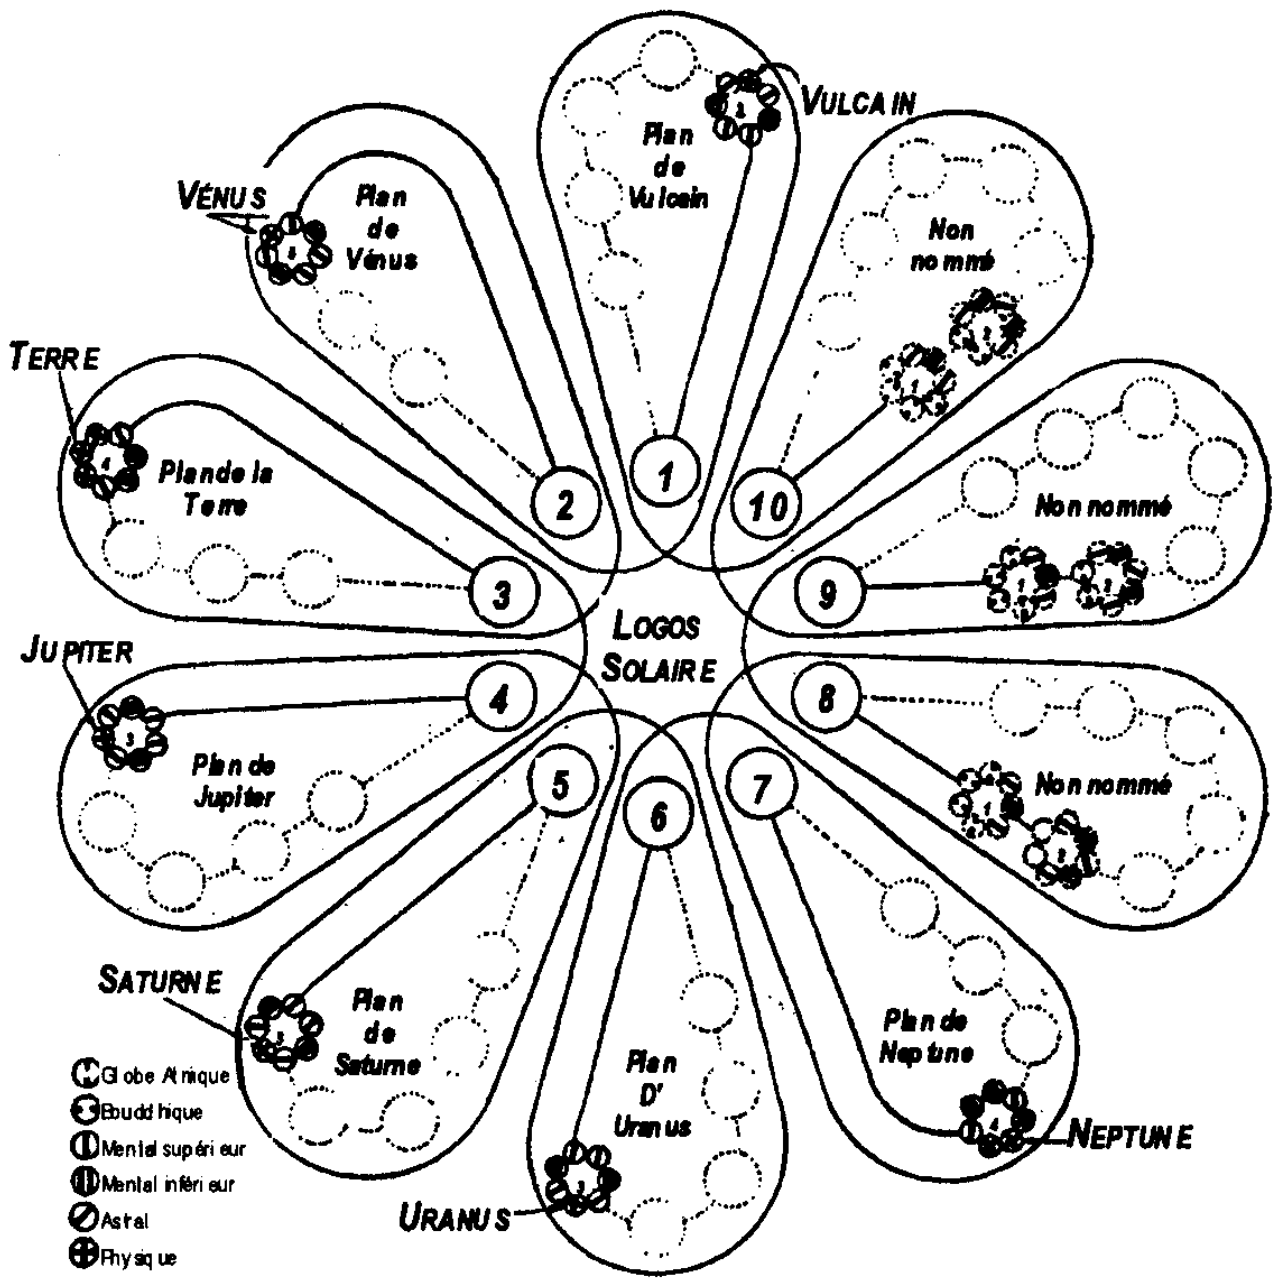 VULCAIN
Plan
de
Vulcain
VÉNUS
Plan
de
Vénus
Non
nommé
TERRE
Plan de la
Terre
Non nommé
1
2
10
3
9
LOGOS
SOLAIRE
JUPITER
4
8
Plan de
Jupiter
Non nommé
5
6
7
SATURNE
Plan
de
Saturne
Plan de
Neptune
Plan
D'
Uranus
NEPTUNE
URANUS
Globe Atmique
Bouddhique
Mental supérieur
Mental inférieur
Astral
Physique